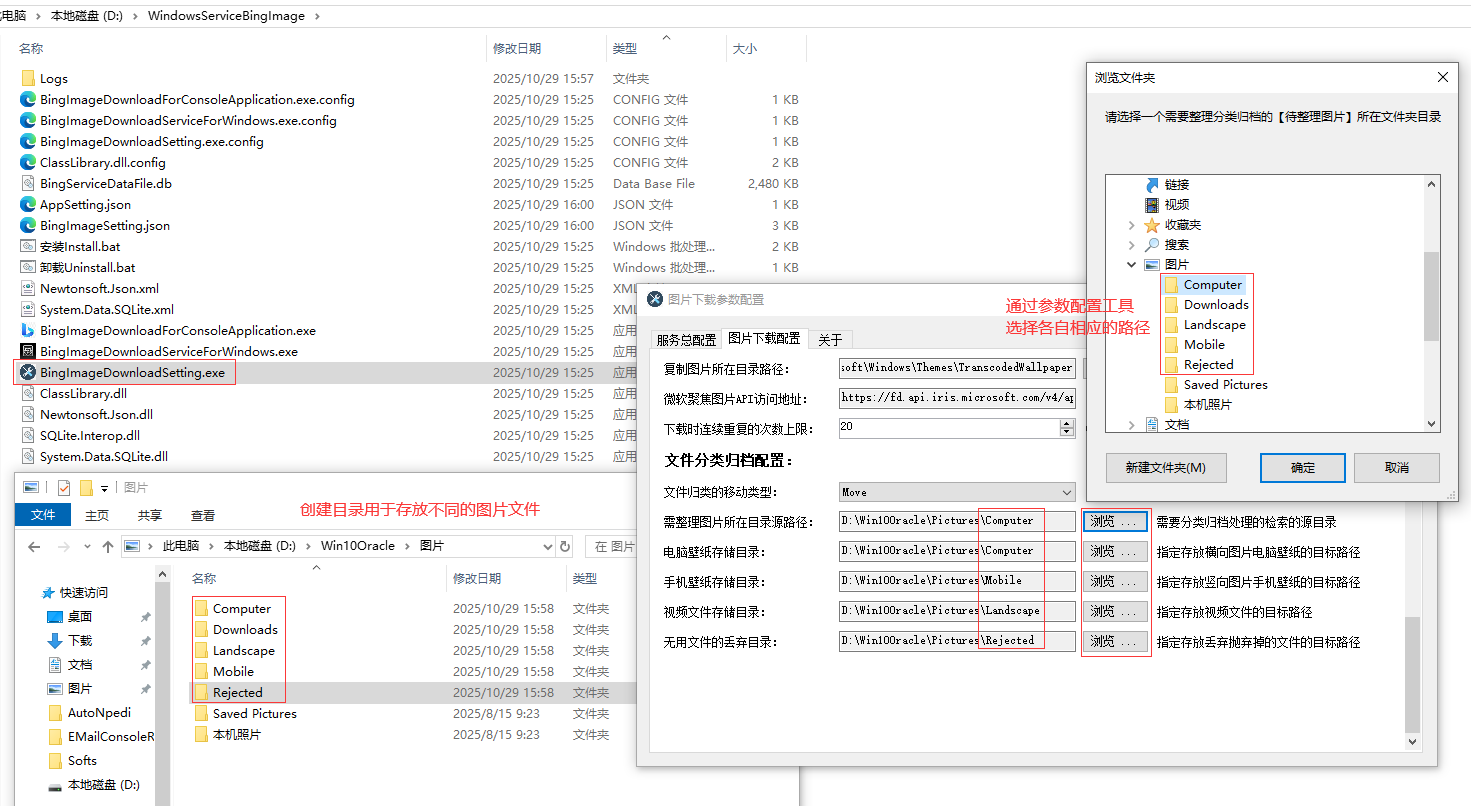 此电脑 › 本地磁盘 (D:) › WindowsServiceBingImage ›
名称 修改日期 类型 大小
Logs 2025/10/29 15:57 文件夹
BingImageDownloadForConsoleApplication.exe.config 2025/10/29 15:25 CONFIG 文件 1 KB
BingImageDownloadServiceForWindows.exe.config 2025/10/29 15:25 CONFIG 文件 1 KB
BingImageDownloadSetting.exe.config 2025/10/29 15:25 CONFIG 文件 1 KB
ClassLibrary.dll.config 2025/10/29 15:25 CONFIG 文件 2 KB
BingServiceDataFile.db 2025/10/29 15:25 Data Base File 2,480 KB
AppSetting.json 2025/10/29 16:00 JSON 文件 1 KB
BingImageSetting.json 2025/10/29 16:00 JSON 文件 3 KB
安装Install.bat 2025/10/29 15:25 Windows 批处理... 2 KB
卸载Uninstall.bat 2025/10/29 15:25 Windows 批处理... 1 KB
Newtonsoft.Json.xml 2025/10/29 15:25 XML
System.Data.SQLite.xml 2025/10/29 15:25 XML
BingImageDownloadForConsoleApplication.exe 2025/10/29 15:25 应用
BingImageDownloadServiceForWindows.exe 2025/10/29 15:25 应用
BingImageDownloadSetting.exe 2025/10/29 15:25 应用
ClassLibrary.dll 2025/10/29 15:25 应用
Newtonsoft.Json.dll 2025/10/29 15:25 应用
SQLite.Interop.dll 2025/10/29 15:25 应用
System.Data.SQLite.dll 2025/10/29 15:25 应用
图片
文件 主页 共享 查看
创建目录用于存放不同的图片文件
此电脑 › 本地磁盘 (D:) › Win10Oracle › 图片
在 图片
名称 修改日期 类型
快速访问
桌面
下载
文档
图片
AutoNpedi
EMailConsoleR
Softs
本地磁盘 (D:)
Computer 2025/10/29 15:58 文件夹
Downloads 2025/10/29 15:58 文件夹
Landscape 2025/10/29 15:58 文件夹
Mobile 2025/10/29 15:58 文件夹
Rejected 2025/10/29 15:58 文件夹
Saved Pictures 2025/8/15 9:23 文件夹
本机照片 2025/8/15 9:23 文件夹
图片下载参数配置
通过参数配置工具
选择各自相应的路径
服务总配置 图片下载配置 关于
复制图片所在目录路径: soft\Windows\Themes\TranscodedWallpaper
微软聚焦图片API访问地址: https://fd.api.iris.microsoft.com/v4/ap
下载时连续重复的次数上限: 20
文件分类归档配置:
文件归类的移动类型: Move
需整理图片所在目录源路径: D:\Win10Oracle\Pictures\Computer 浏览 ... 需要分类归档处理的检索的源目录
电脑壁纸存储目录: D:\Win10Oracle\Pictures\Computer 浏览 ... 指定存放横向图片电脑壁纸的目标路径
手机壁纸存储目录: D:\Win10Oracle\Pictures\Mobile 浏览 ... 指定存放竖向图片手机壁纸的目标路径
视频文件存储目录: D:\Win10Oracle\Pictures\Landscape 浏览 ... 指定存放视频文件的目标路径
无用文件的丢弃目录: D:\Win10Oracle\Pictures\Rejected 浏览 ... 指定存放丢弃抛弃掉的文件的目标路径
浏览文件夹
请选择一个需要整理分类归档的【待整理图片】所在文件夹目录
链接
视频
收藏夹
搜索
图片
Computer
Downloads
Landscape
Mobile
Rejected
Saved Pictures
本机照片
文档
新建文件夹(M) 确定 取消